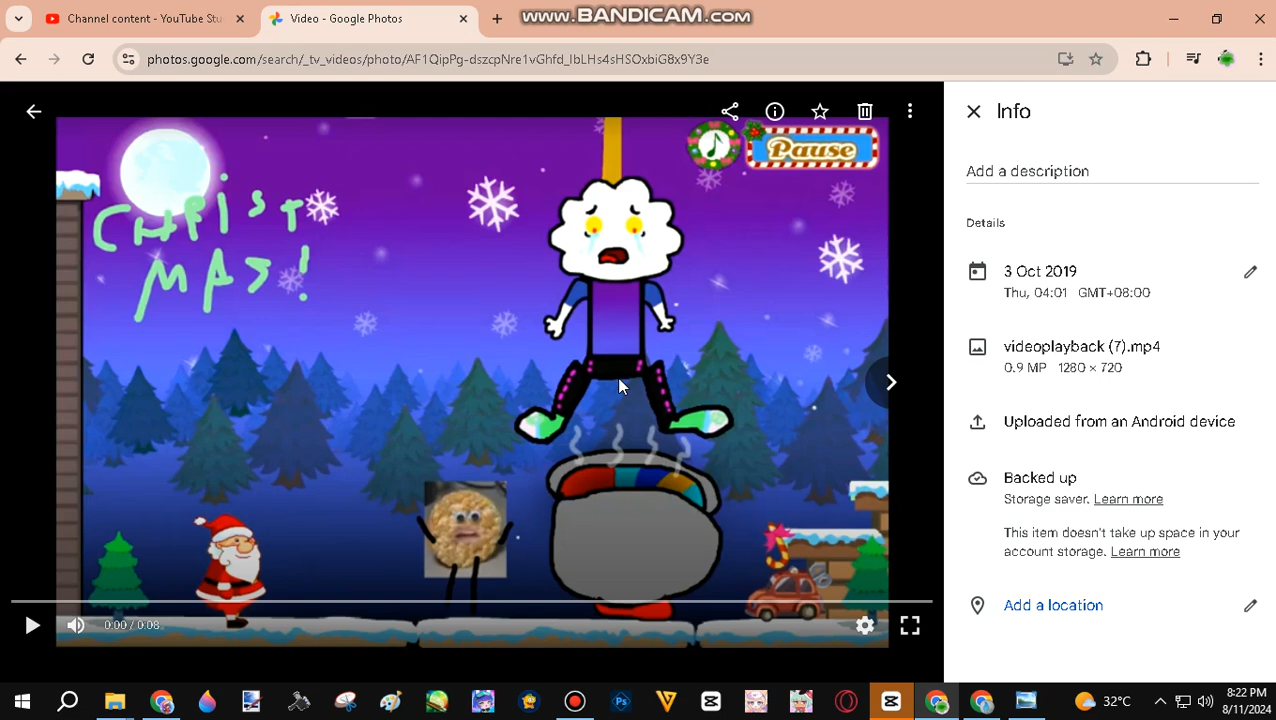 www.BANDICAM.com
Channel content - YouTube Stu
Video - Google Photos
photos.google.com/search/_tv_videos/photo/AF1QipPg-dszcpNre1vGhfd_lbLHs4sHSOxbiG8x9Y3e
Pause
CHRIST
MAS!
0:00 / 0:08
Info
Add a description
Details
3 Oct 2019
Thu, 04:01 GMT+08:00
videoplayback (7).mp4
0.9 MP 1280 × 720
Uploaded from an Android device
Backed up
Storage saver. Learn more
This item doesn't take up space in your
account storage. Learn more
Add a location
32°C
8:22 PM
8/11/2024